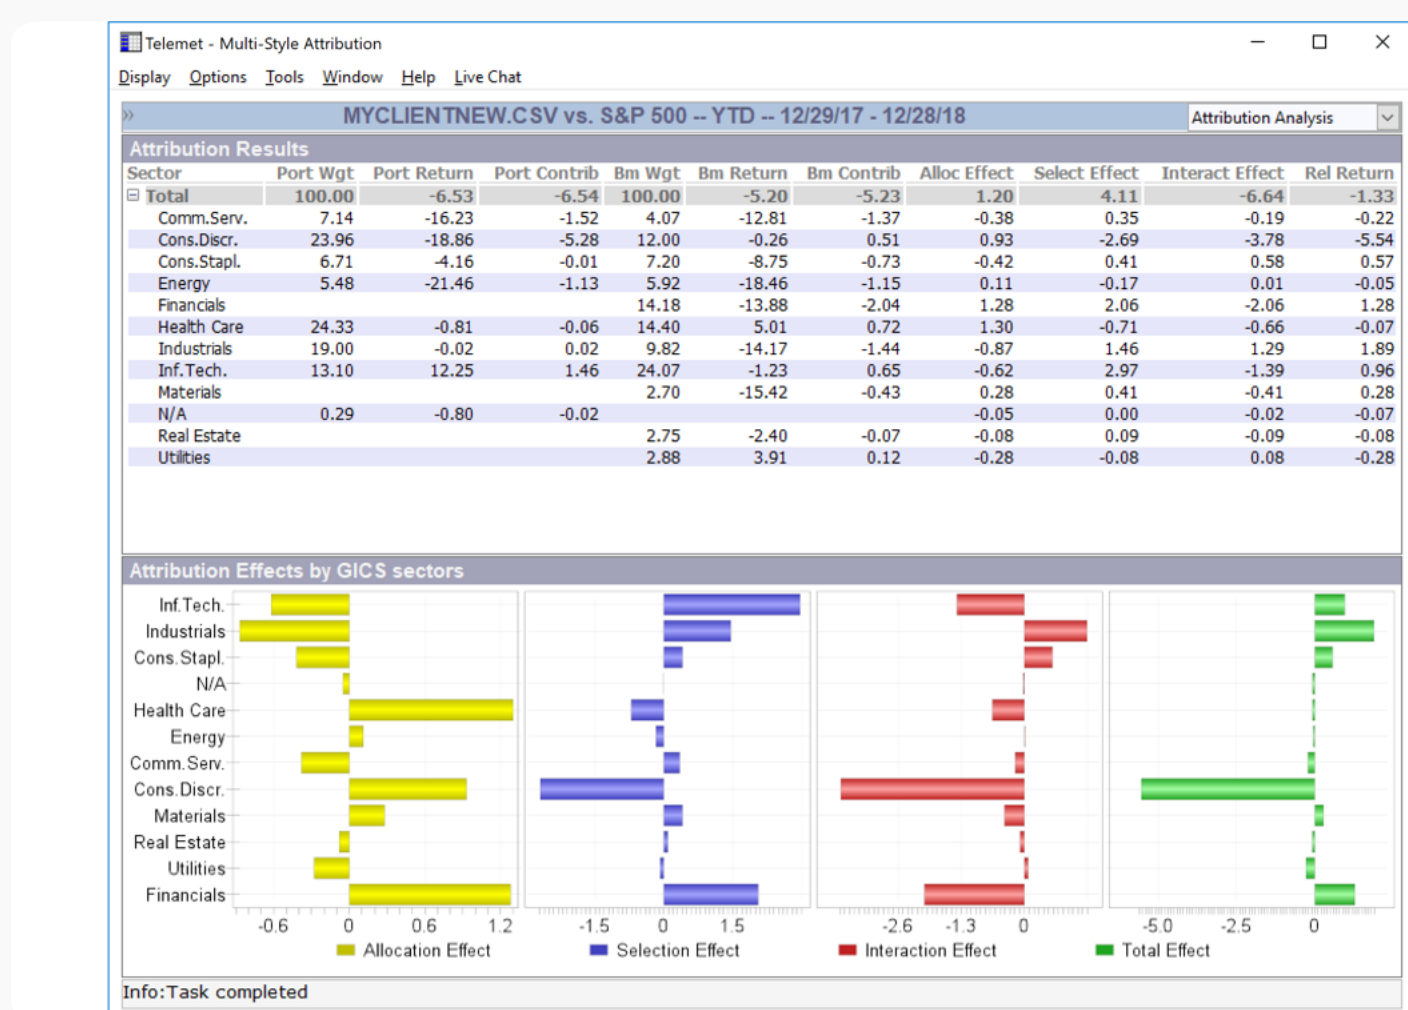 Telemet - Multi-Style Attribution
Display Options Tools Window Help Live Chat
» MYCLIENTNEW.CSV vs. S&P 500 -- YTD -- 12/29/17 - 12/28/18 Attribution Analysis
Attribution Results
Sector Port Wgt Port Return Port Contrib Bm Wgt Bm Return Bm Contrib Alloc Effect Select Effect Interact Effect Rel Return
Total 100.00 -6.53 -6.54 100.00 -5.20 -5.23 1.20 4.11 -6.64 -1.33
Comm.Serv. 7.14 -16.23 -1.52 4.07 -12.81 -1.37 -0.38 0.35 -0.19 -0.22
Cons.Discr. 23.96 -18.86 -5.28 12.00 -0.26 0.51 0.93 -2.69 -3.78 -5.54
Cons.Stapl. 6.71 -4.16 -0.01 7.20 -8.75 -0.73 -0.42 0.41 0.58 0.57
Energy 5.48 -21.46 -1.13 5.92 -18.46 -1.15 0.11 -0.17 0.01 -0.05
Financials 14.18 -13.88 -2.04 1.28 2.06 -2.06 1.28
Health Care 24.33 -0.81 -0.06 14.40 5.01 0.72 1.30 -0.71 -0.66 -0.07
Industrials 19.00 -0.02 0.02 9.82 -14.17 -1.44 -0.87 1.46 1.29 1.89
Inf.Tech. 13.10 12.25 1.46 24.07 -1.23 0.65 -0.62 2.97 -1.39 0.96
Materials 2.70 -15.42 -0.43 0.28 0.41 -0.41 0.28
N/A 0.29 -0.80 -0.02 -0.05 0.00 -0.02 -0.07
Real Estate 2.75 -2.40 -0.07 -0.08 0.09 -0.09 -0.08
Utilities 2.88 3.91 0.12 -0.28 -0.08 0.08 -0.28
Attribution Effects by GICS sectors
Inf.Tech.
Industrials
Cons.Stapl.
N/A
Health Care
Energy
Comm.Serv.
Cons.Discr.
Materials
Real Estate
Utilities
Financials
-0.6 0 0.6 1.2 -1.5 0 1.5 -2.6 -1.3 0 -5.0 -2.5 0
Allocation Effect Selection Effect Interaction Effect Total Effect
Info:Task completed